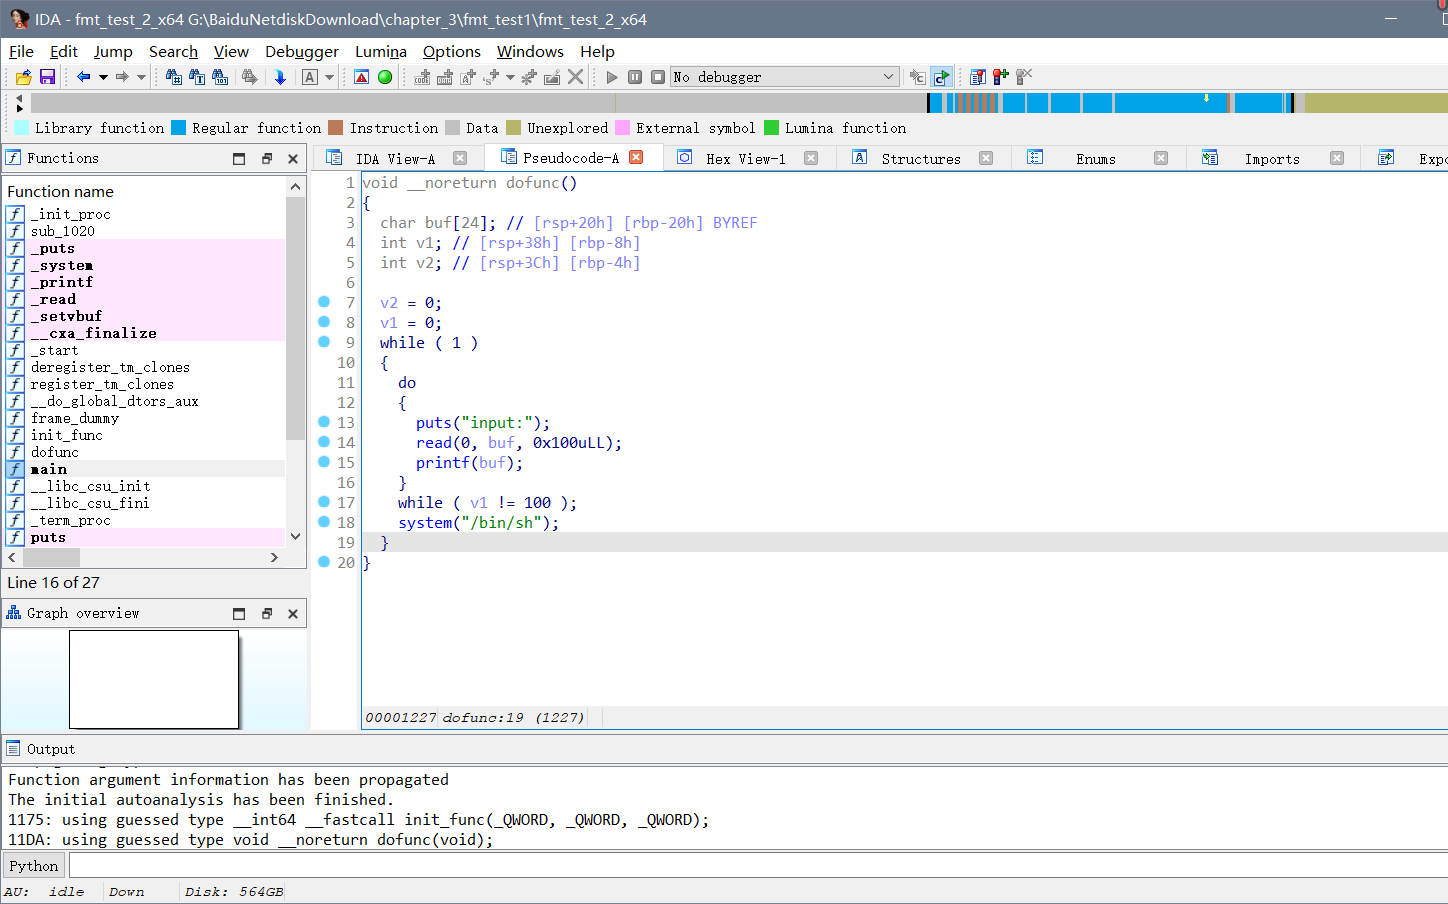 IDA - fmt_test_2_x64 G:\BaiduNetdiskDownload\chapter_3\fmt_test1\fmt_test_2_x64
File Edit Jump Search View Debugger Lumina Options Windows Help
No debugger
Library function Regular function Instruction Data Unexplored External symbol Lumina function
Functions
IDA View-A Pseudocode-A Hex View-1 Structures Enums Imports Expo
Function name
_init_proc
sub_1020
_puts
_system
_printf
_read
_setvbuf
__cxa_finalize
_start
deregister_tm_clones
register_tm_clones
__do_global_dtors_aux
frame_dummy
init_func
dofunc
main
__libc_csu_init
__libc_csu_fini
_term_proc
puts
Line 16 of 27
Graph overview
1 void __noreturn dofunc()
2 {
3 char buf[24]; // [rsp+20h] [rbp-20h] BYREF
4 int v1; // [rsp+38h] [rbp-8h]
5 int v2; // [rsp+3Ch] [rbp-4h]
6
7 v2 = 0;
8 v1 = 0;
9 while ( 1 )
10 {
11 do
12 {
13 puts("input:");
14 read(0, buf, 0x100uLL);
15 printf(buf);
16 }
17 while ( v1 != 100 );
18 system("/bin/sh");
19 }
20 }
00001227 dofunc:19 (1227)
Output
Function argument information has been propagated
The initial autoanalysis has been finished.
1175: using guessed type __int64 __fastcall init_func(_QWORD, _QWORD, _QWORD);
11DA: using guessed type void __noreturn dofunc(void);
Python
AU: idle Down Disk: 564GB